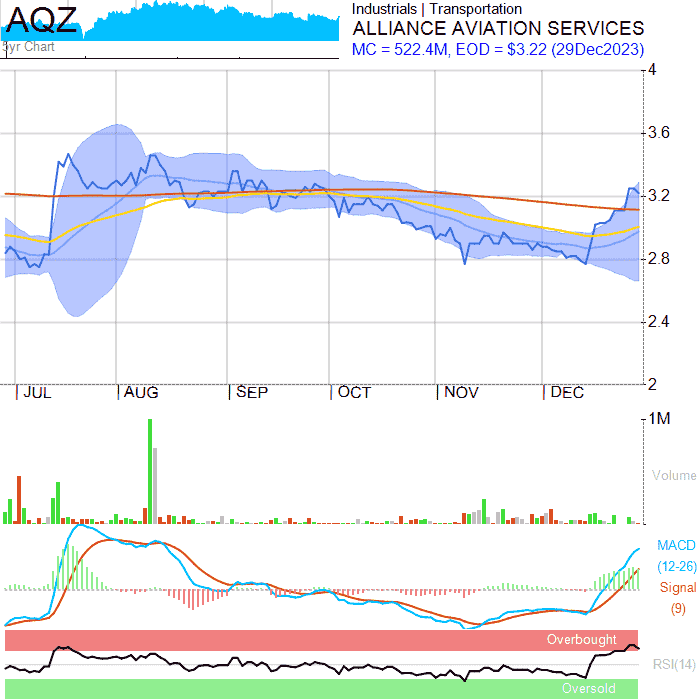 AQZ
5yr Chart
Industrials | Transportation
ALLIANCE AVIATION SERVICES
MC = 522.4M, EOD = $3.22 (29Dec2023)
4
3.6
3.2
2.8
2.4
2
JUL AUG SEP OCT NOV DEC
1M
Volume
MACD
(12-26)
Signal
(9)
Overbought
RSI(14)
Oversold